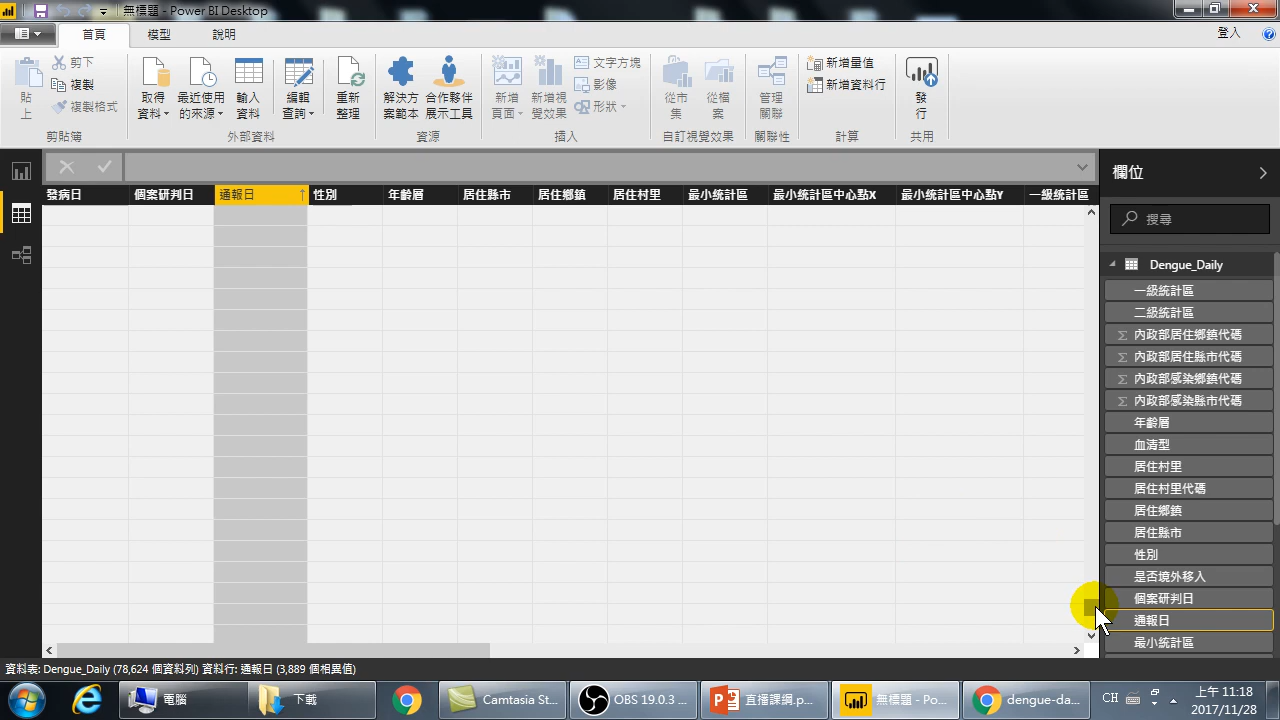 無標題 - Power BI Desktop
首頁 模型 說明 登入
貼上 剪下 複製 複製格式 剪貼簿
取得資料 最近使用的來源 輸入資料 編輯查詢 重新整理 外部資料
解決方案範本 合作夥伴展示工具 資源
新增頁面 新增視覺效果 文字方塊 影像 形狀 插入
從市集 從檔案 自訂視覺效果
管理關聯 關聯性
新增量值 新增資料行 計算
發行 共用
發病日 個案研判日 通報日 性別 年齡層 居住縣市 居住鄉鎮 居住村里 最小統計區 最小統計區中心點X 最小統計區中心點Y 一級統計區
欄位
搜尋
Dengue_Daily
一級統計區
二級統計區
內政部居住鄉鎮代碼
內政部居住縣市代碼
內政部感染鄉鎮代碼
內政部感染縣市代碼
年齡層
血清型
居住村里
居住村里代碼
居住鄉鎮
居住縣市
性別
是否境外移入
個案研判日
通報日
最小統計區
資料表: Dengue_Daily (78,624 個資料列) 資料行: 通報日 (3,889 個相異值)
電腦 下載 Camtasia St... OBS 19.0.3 ... 直播課綱.p... 無標題 - Po... dengue-da... CH 上午 11:18
2017/11/28